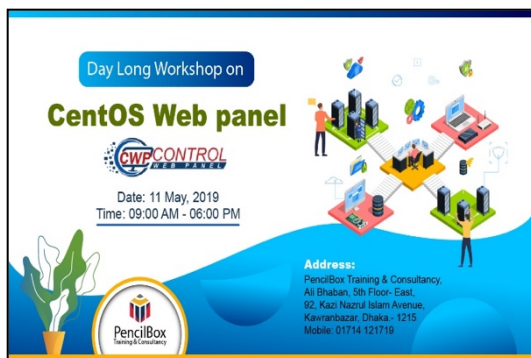 Day Long Workshop on
CentOS Web panel
CWP CONTROL
WEB PANEL
Date: 11 May, 2019
Time: 09:00 AM - 06:00 PM
Address:
PencilBox Training & Consultancy,
Ali Bhaban, 5th Floor- East,
92, Kazi Nazrul Islam Avenue,
Kawranbazar, Dhaka - 1215
Mobile: 01714 121719
PencilBox
Training & Consultancy